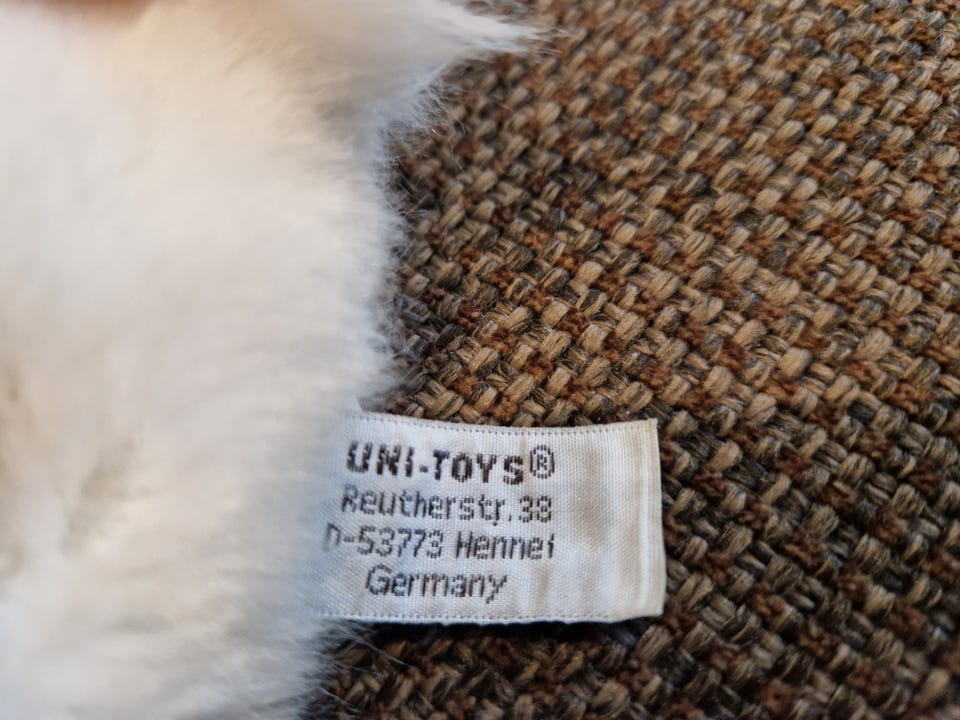 UNI-TOYS®
Reutherstr.38
D-53773 Hennef
Germany